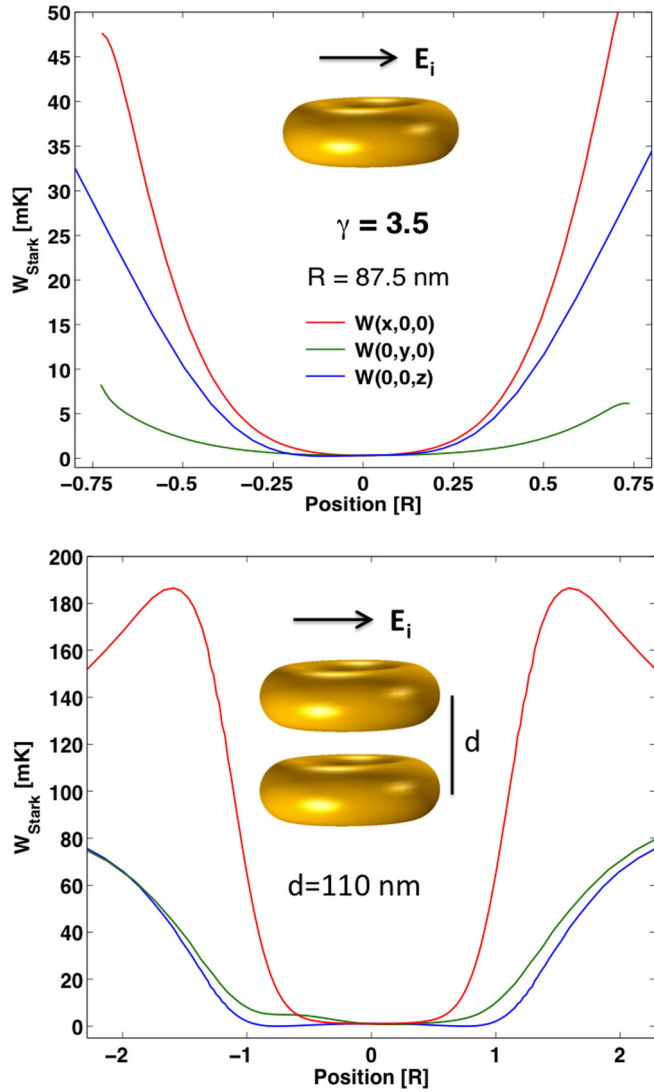 50
45
40
35
30
25
20
15
10
5
0
W_Stark [mK]
E_i
γ = 3.5
R = 87.5 nm
W(x,0,0)
W(0,y,0)
W(0,0,z)
−0.75 −0.5 −0.25 0 0.25 0.5 0.75
Position [R]
200
180
160
140
120
100
80
60
40
20
0
W_Stark [mK]
E_i
d
d=110 nm
−2 −1 0 1 2
Position [R]